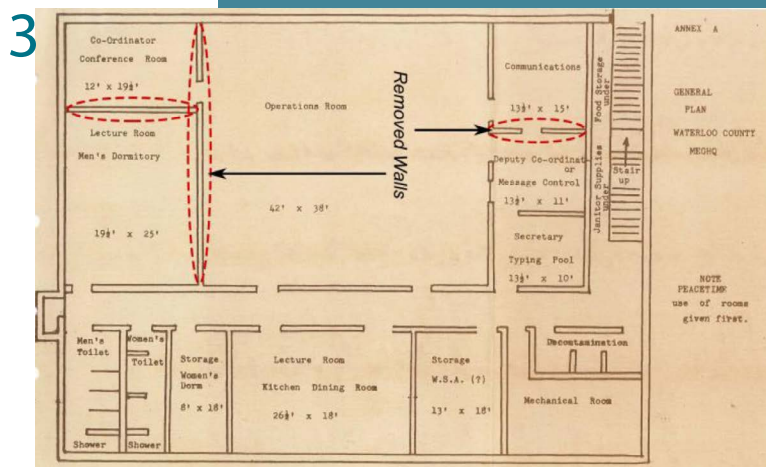 3
Co-Ordinator
Conference Room
12' x 19½'
Lecture Room
Men's Dormitory
19½' x 25'
Operations Room
42' x 38'
Removed Walls
Communications
13½' x 15'
Deputy Co-ordinat-
or
Message Control
13½' x 11'
Secretary
Typing Pool
13½' x 10'
Food Storage
under
Janitor Supplies
under
Stair
up
ANNEX A
GENERAL
PLAN
WATERLOO COUNTY
MEGHQ
NOTE
PEACETIME
use of rooms
given first.
Men's
Toilet
Shower
Women's
Toilet
Shower
Storage
Women's
Dorm
8' x 18'
Lecture Room
Kitchen Dining Room
26½' x 18'
Storage
W.S.A. (?)
13' x 18'
Decontamination
Mechanical Room